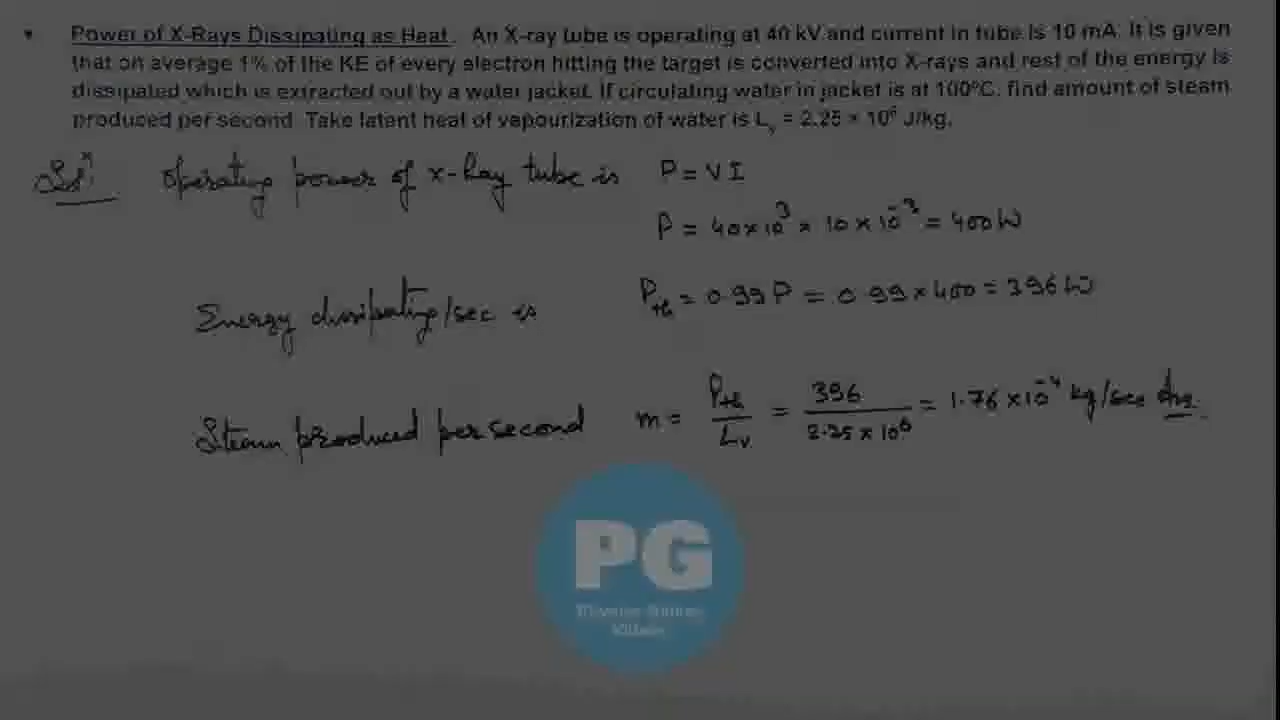 • Power of X-Rays Dissipating as Heat. An X-ray tube is operating at 40 kV and current in tube is 10 mA. It is given
that on average 1% of the KE of every electron hitting the target is converted into X-rays and rest of the energy is
dissipated which is extracted out by a water jacket. If circulating water in jacket is at 100ºC, find amount of steam
produced per second. Take latent heat of vapourization of water is Lv = 2.25 × 10⁶ J/kg.
Solⁿ. Operating power of x-Ray tube is P = VI
P = 40×10³ × 10×10⁻³ = 400W
Energy dissipating/sec is Pth = 0.99P = 0.99×400 = 396W
Steam produced per second m = Pth/Lv = 396/2.25×10⁶ = 1.76×10⁻⁴ kg/sec Ans.
PG